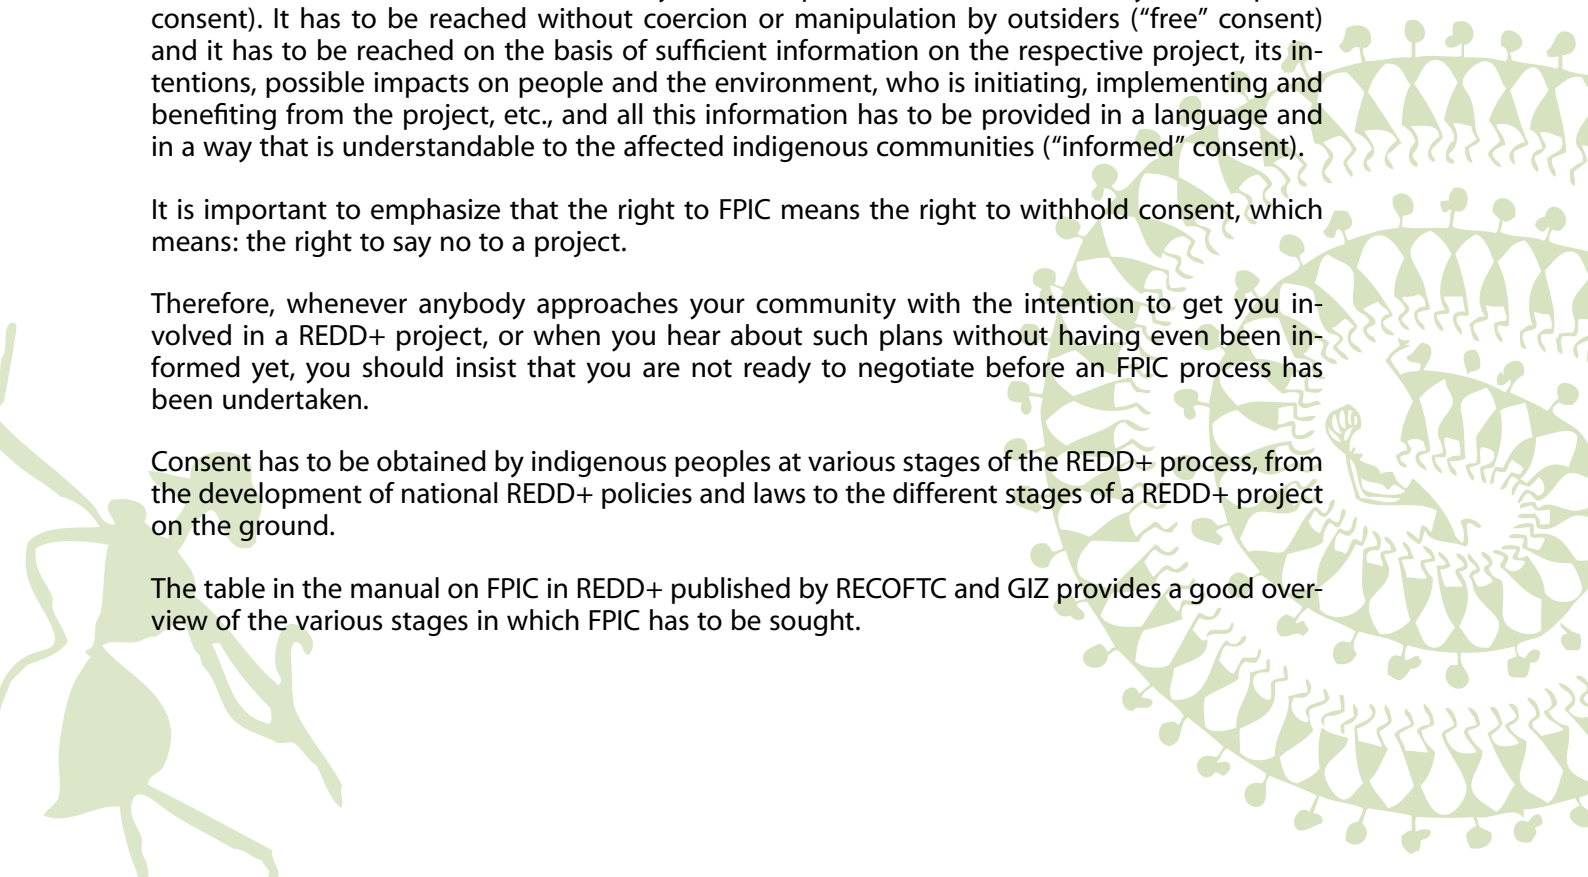 consent). It has to be reached without coercion or manipulation by outsiders (“free” consent)
and it has to be reached on the basis of sufficient information on the respective project, its in-
tentions, possible impacts on people and the environment, who is initiating, implementing and
benefiting from the project, etc., and all this information has to be provided in a language and
in a way that is understandable to the affected indigenous communities (“informed” consent).
It is important to emphasize that the right to FPIC means the right to withhold consent, which
means: the right to say no to a project.
Therefore, whenever anybody approaches your community with the intention to get you in-
volved in a REDD+ project, or when you hear about such plans without having even been in-
formed yet, you should insist that you are not ready to negotiate before an FPIC process has
been undertaken.
Consent has to be obtained by indigenous peoples at various stages of the REDD+ process, from
the development of national REDD+ policies and laws to the different stages of a REDD+ project
on the ground.
The table in the manual on FPIC in REDD+ published by RECOFTC and GIZ provides a good over-
view of the various stages in which FPIC has to be sought.